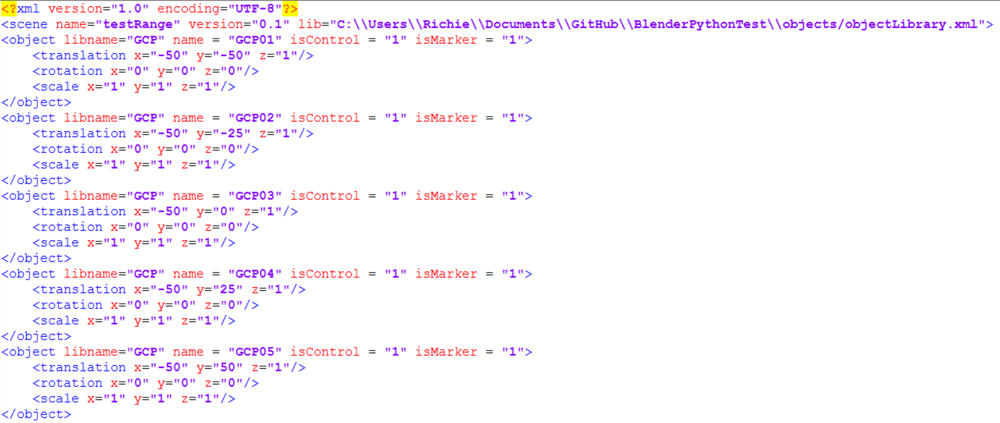 <?xml version="1.0" encoding="UTF-8"?>
<scene name="testRange" version="0.1" lib="C:\\Users\\Richie\\Documents\\GitHub\\BlenderPythonTest\\objects/objectLibrary.xml">
<object libname="GCP" name = "GCP01" isControl = "1" isMarker = "1">
    <translation x="-50" y="-50" z="1"/>
    <rotation x="0" y="0" z="0"/>
    <scale x="1" y="1" z="1"/>
</object>
<object libname="GCP" name = "GCP02" isControl = "1" isMarker = "1">
    <translation x="-50" y="-25" z="1"/>
    <rotation x="0" y="0" z="0"/>
    <scale x="1" y="1" z="1"/>
</object>
<object libname="GCP" name = "GCP03" isControl = "1" isMarker = "1">
    <translation x="-50" y="0" z="1"/>
    <rotation x="0" y="0" z="0"/>
    <scale x="1" y="1" z="1"/>
</object>
<object libname="GCP" name = "GCP04" isControl = "1" isMarker = "1">
    <translation x="-50" y="25" z="1"/>
    <rotation x="0" y="0" z="0"/>
    <scale x="1" y="1" z="1"/>
</object>
<object libname="GCP" name = "GCP05" isControl = "1" isMarker = "1">
    <translation x="-50" y="50" z="1"/>
    <rotation x="0" y="0" z="0"/>
    <scale x="1" y="1" z="1"/>
</object>